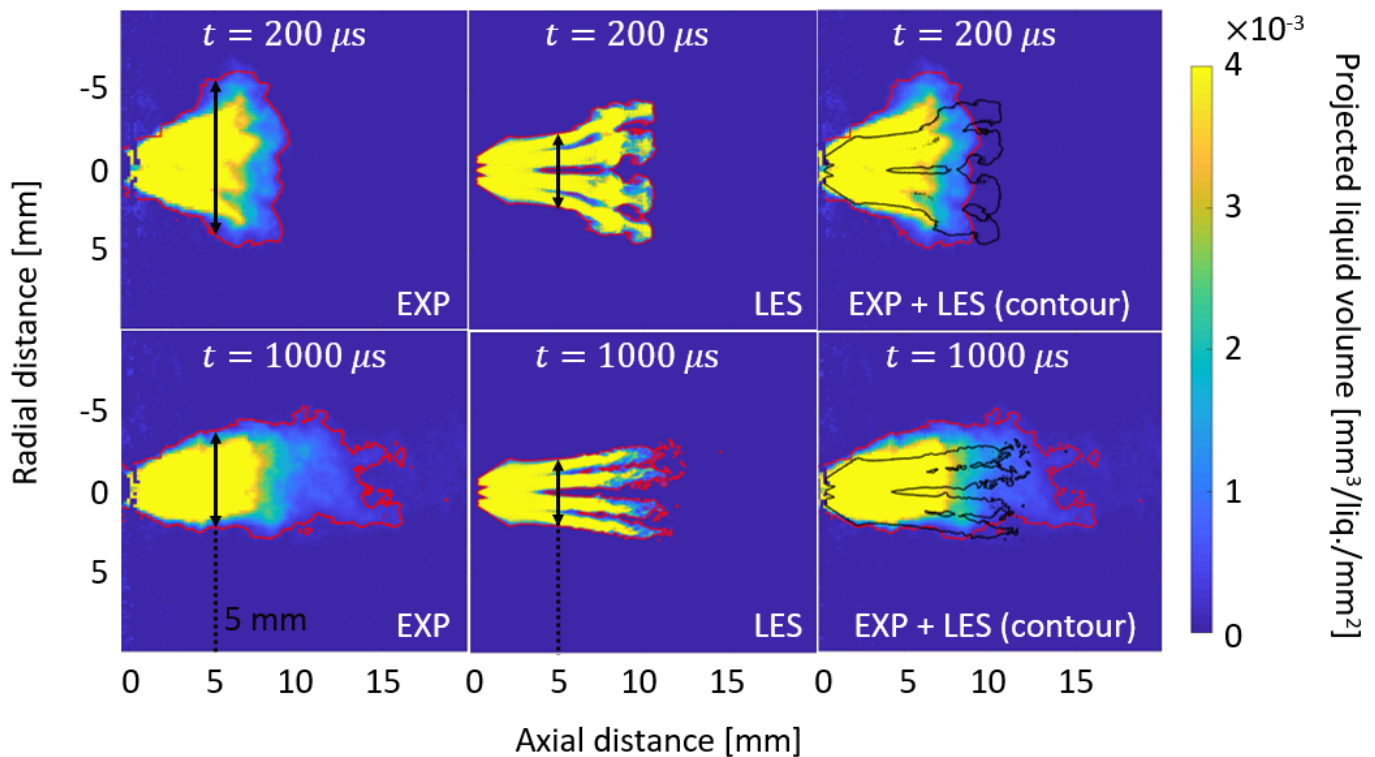 ×10-3
t = 200 μs
t = 200 μs
t = 200 μs
EXP
LES
EXP + LES (contour)
t = 1000 μs
t = 1000 μs
t = 1000 μs
5 mm
EXP
LES
EXP + LES (contour)
-5
0
5
-5
0
5
Radial distance [mm]
0 5 10 15
0 5 10 15
0 5 10 15
Axial distance [mm]
4
3
2
1
0
Projected liquid volume [mm3/liq./mm2]